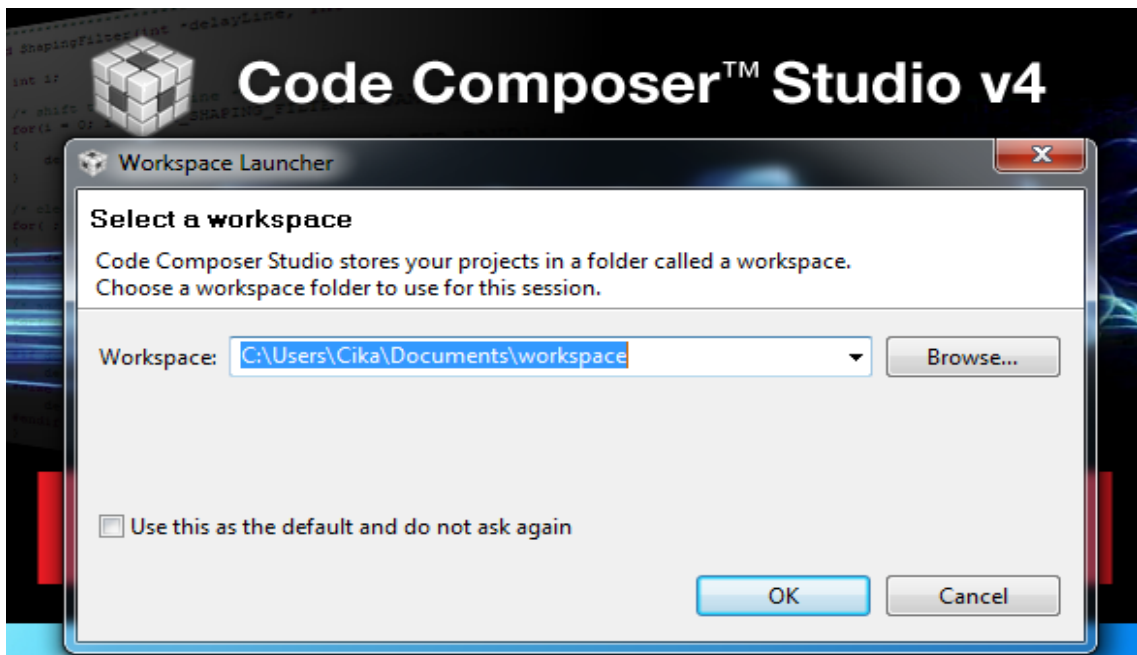 Code Composer™ Studio v4
Workspace Launcher
Select a workspace
Code Composer Studio stores your projects in a folder called a workspace.
Choose a workspace folder to use for this session.
Workspace: C:\Users\Cika\Documents\workspace Browse...
Use this as the default and do not ask again
OK Cancel